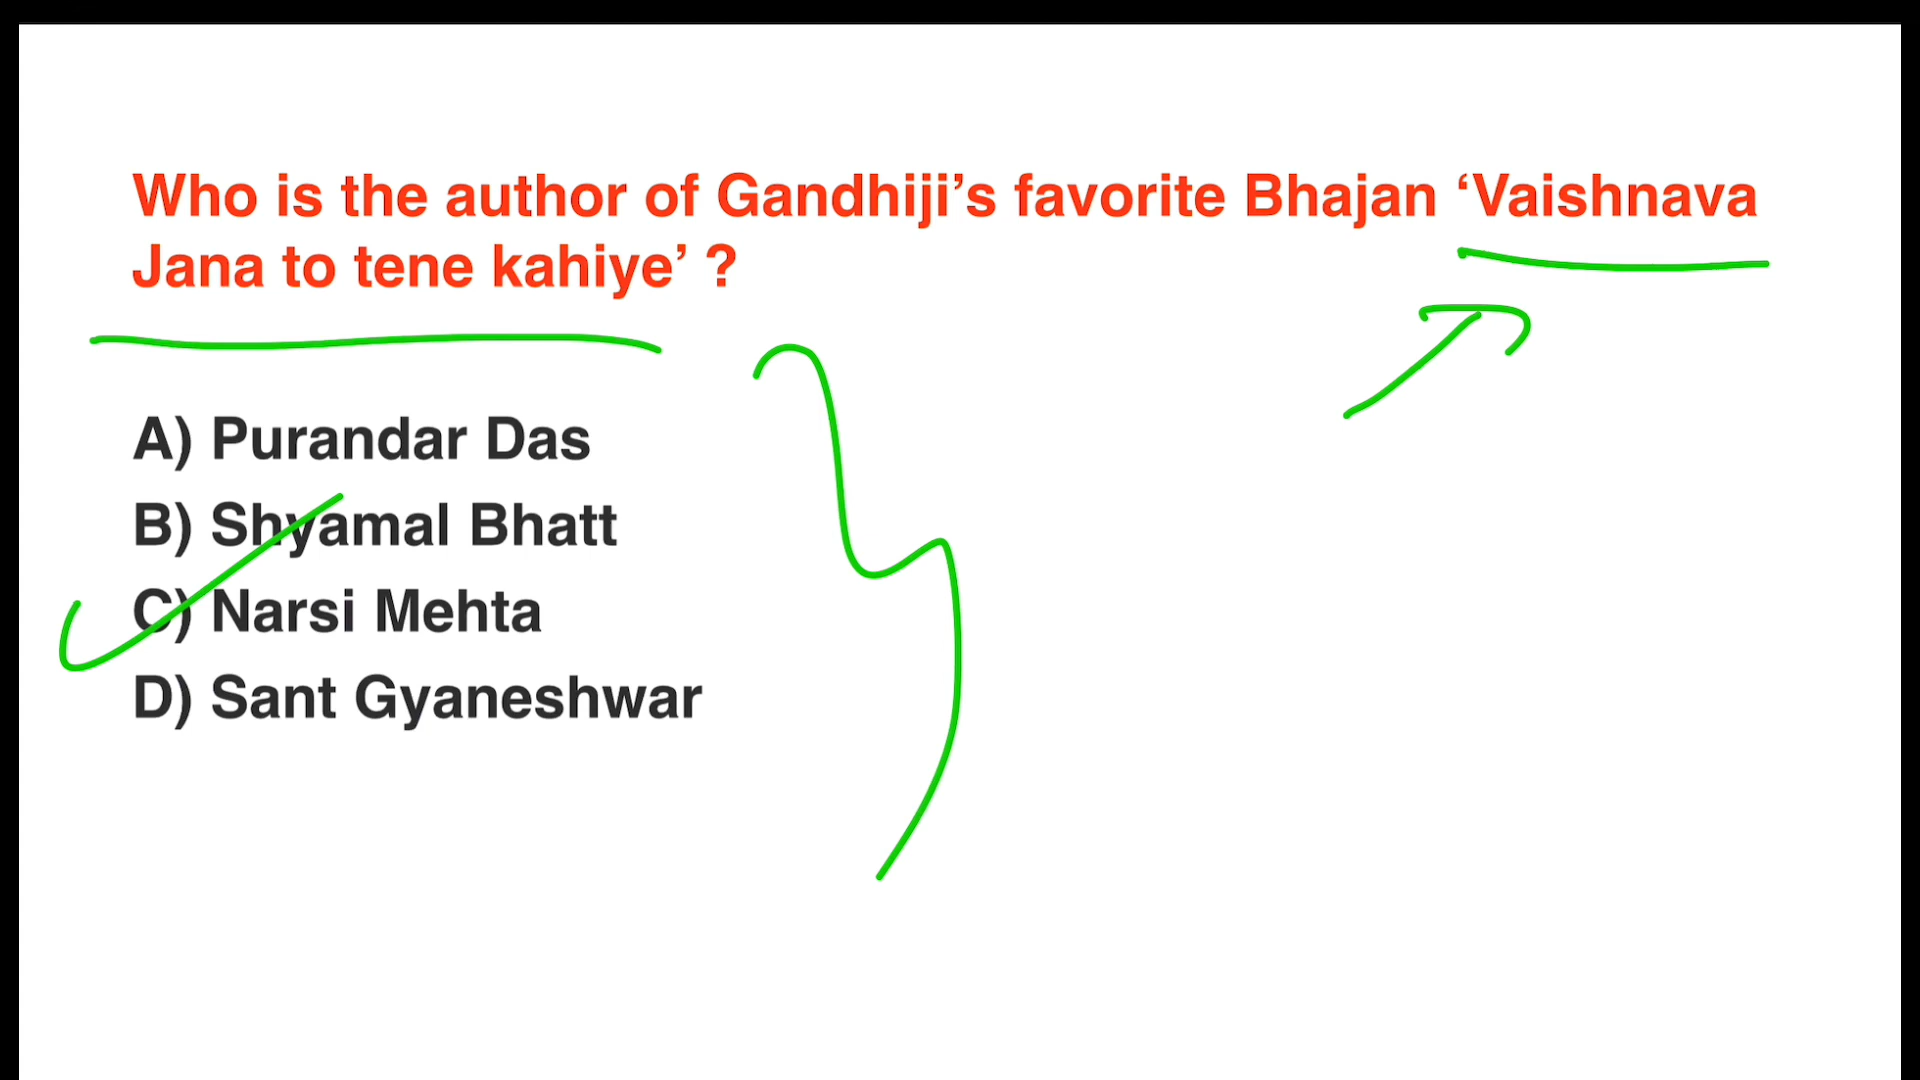 Who is the author of Gandhiji’s favorite Bhajan ‘Vaishnava
Jana to tene kahiye’ ?
A) Purandar Das
B) Shyamal Bhatt
C) Narsi Mehta
D) Sant Gyaneshwar